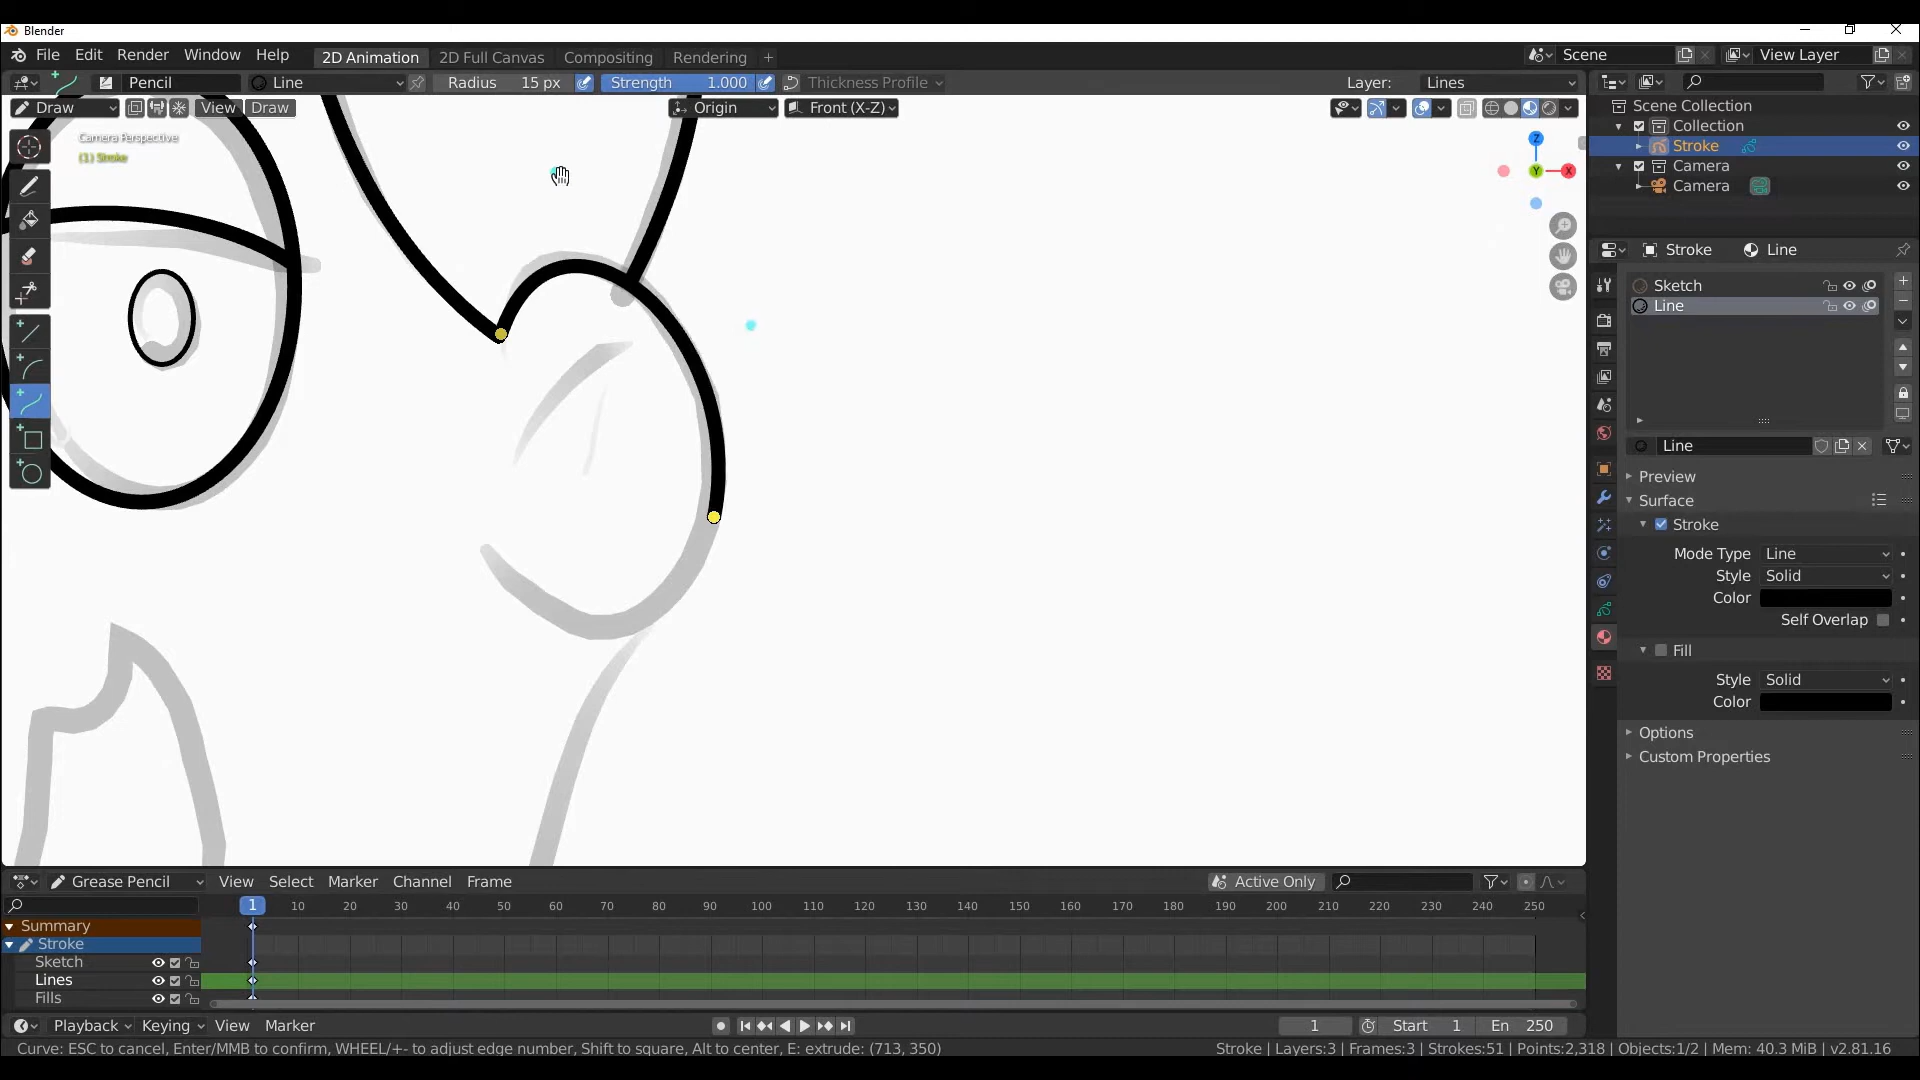 Blender
File Edit Render Window Help 2D Animation 2D Full Canvas Compositing Rendering + Scene View Layer
Pencil Line Radius 15 px Strength 1.000 Thickness Profile Layer: Lines
Draw View Draw Origin Front (X-Z)
Scene Collection
Collection
Stroke
Camera
Camera
Camera Perspective
(1) Stroke
Z
Y
X
Stroke Line
Sketch
Line
Line
Preview
Surface
Stroke
Mode Type Line
Style Solid
Color
Self Overlap
Fill
Style Solid
Color
Options
Custom Properties
Grease Pencil View Select Marker Channel Frame Active Only
1 10 20 30 40 50 60 70 80 90 100 110 120 130 140 150 160 170 180 190 200 210 220 230 240 250
Summary
Stroke
Sketch
Lines
Fills
Playback Keying View Marker 1 Start 1 En 250
Curve: ESC to cancel, Enter/MMB to confirm, WHEEL/+- to adjust edge number, Shift to square, Alt to center, E: extrude: (713, 350) Stroke | Layers:3 | Frames:3 | Strokes:51 | Points:2,318 | Objects:1/2 | Mem: 40.3 MiB | v2.81.16